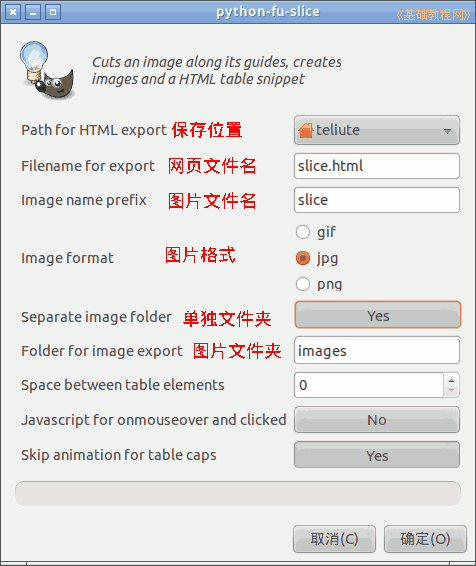 python-fu-slice
《基础教程网》
Cuts an image along its guides, creates
images and a HTML table snippet
Path for HTML export 保存位置 teliute
Filename for export 网页文件名 slice.html
Image name prefix 图片文件名 slice
gif
Image format 图片格式 jpg
png
Separate image folder 单独文件夹 Yes
Folder for image export 图片文件夹 images
Space between table elements 0
Javascript for onmouseover and clicked No
Skip animation for table caps Yes
取消(C) 确定(O)